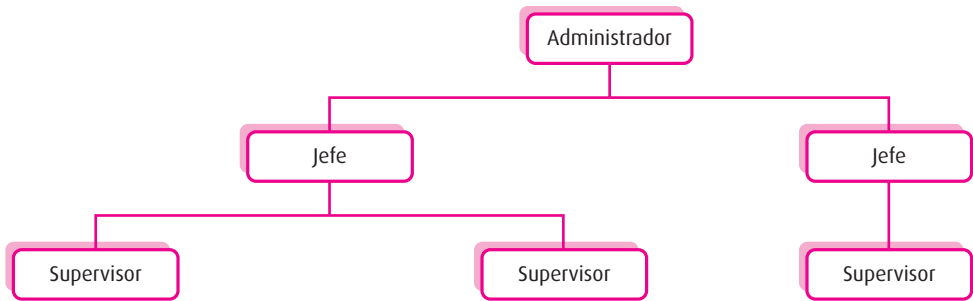 Administrador
Jefe
Jefe
Supervisor
Supervisor
Supervisor